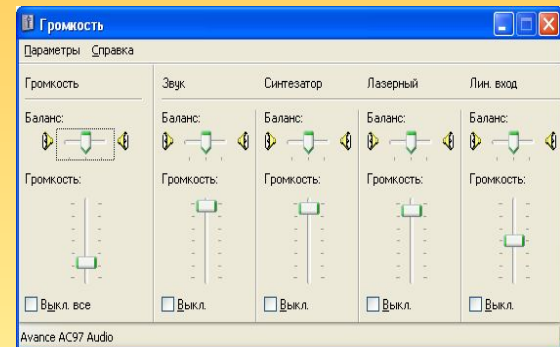 Громкость
Параметры Справка
Громкость Звук Синтезатор Лазерный Лин. вход
Баланс: Баланс: Баланс: Баланс: Баланс:
Громкость: Громкость: Громкость: Громкость: Громкость:
Выкл. все Выкл. Выкл. Выкл. Выкл.
Avance AC97 Audio